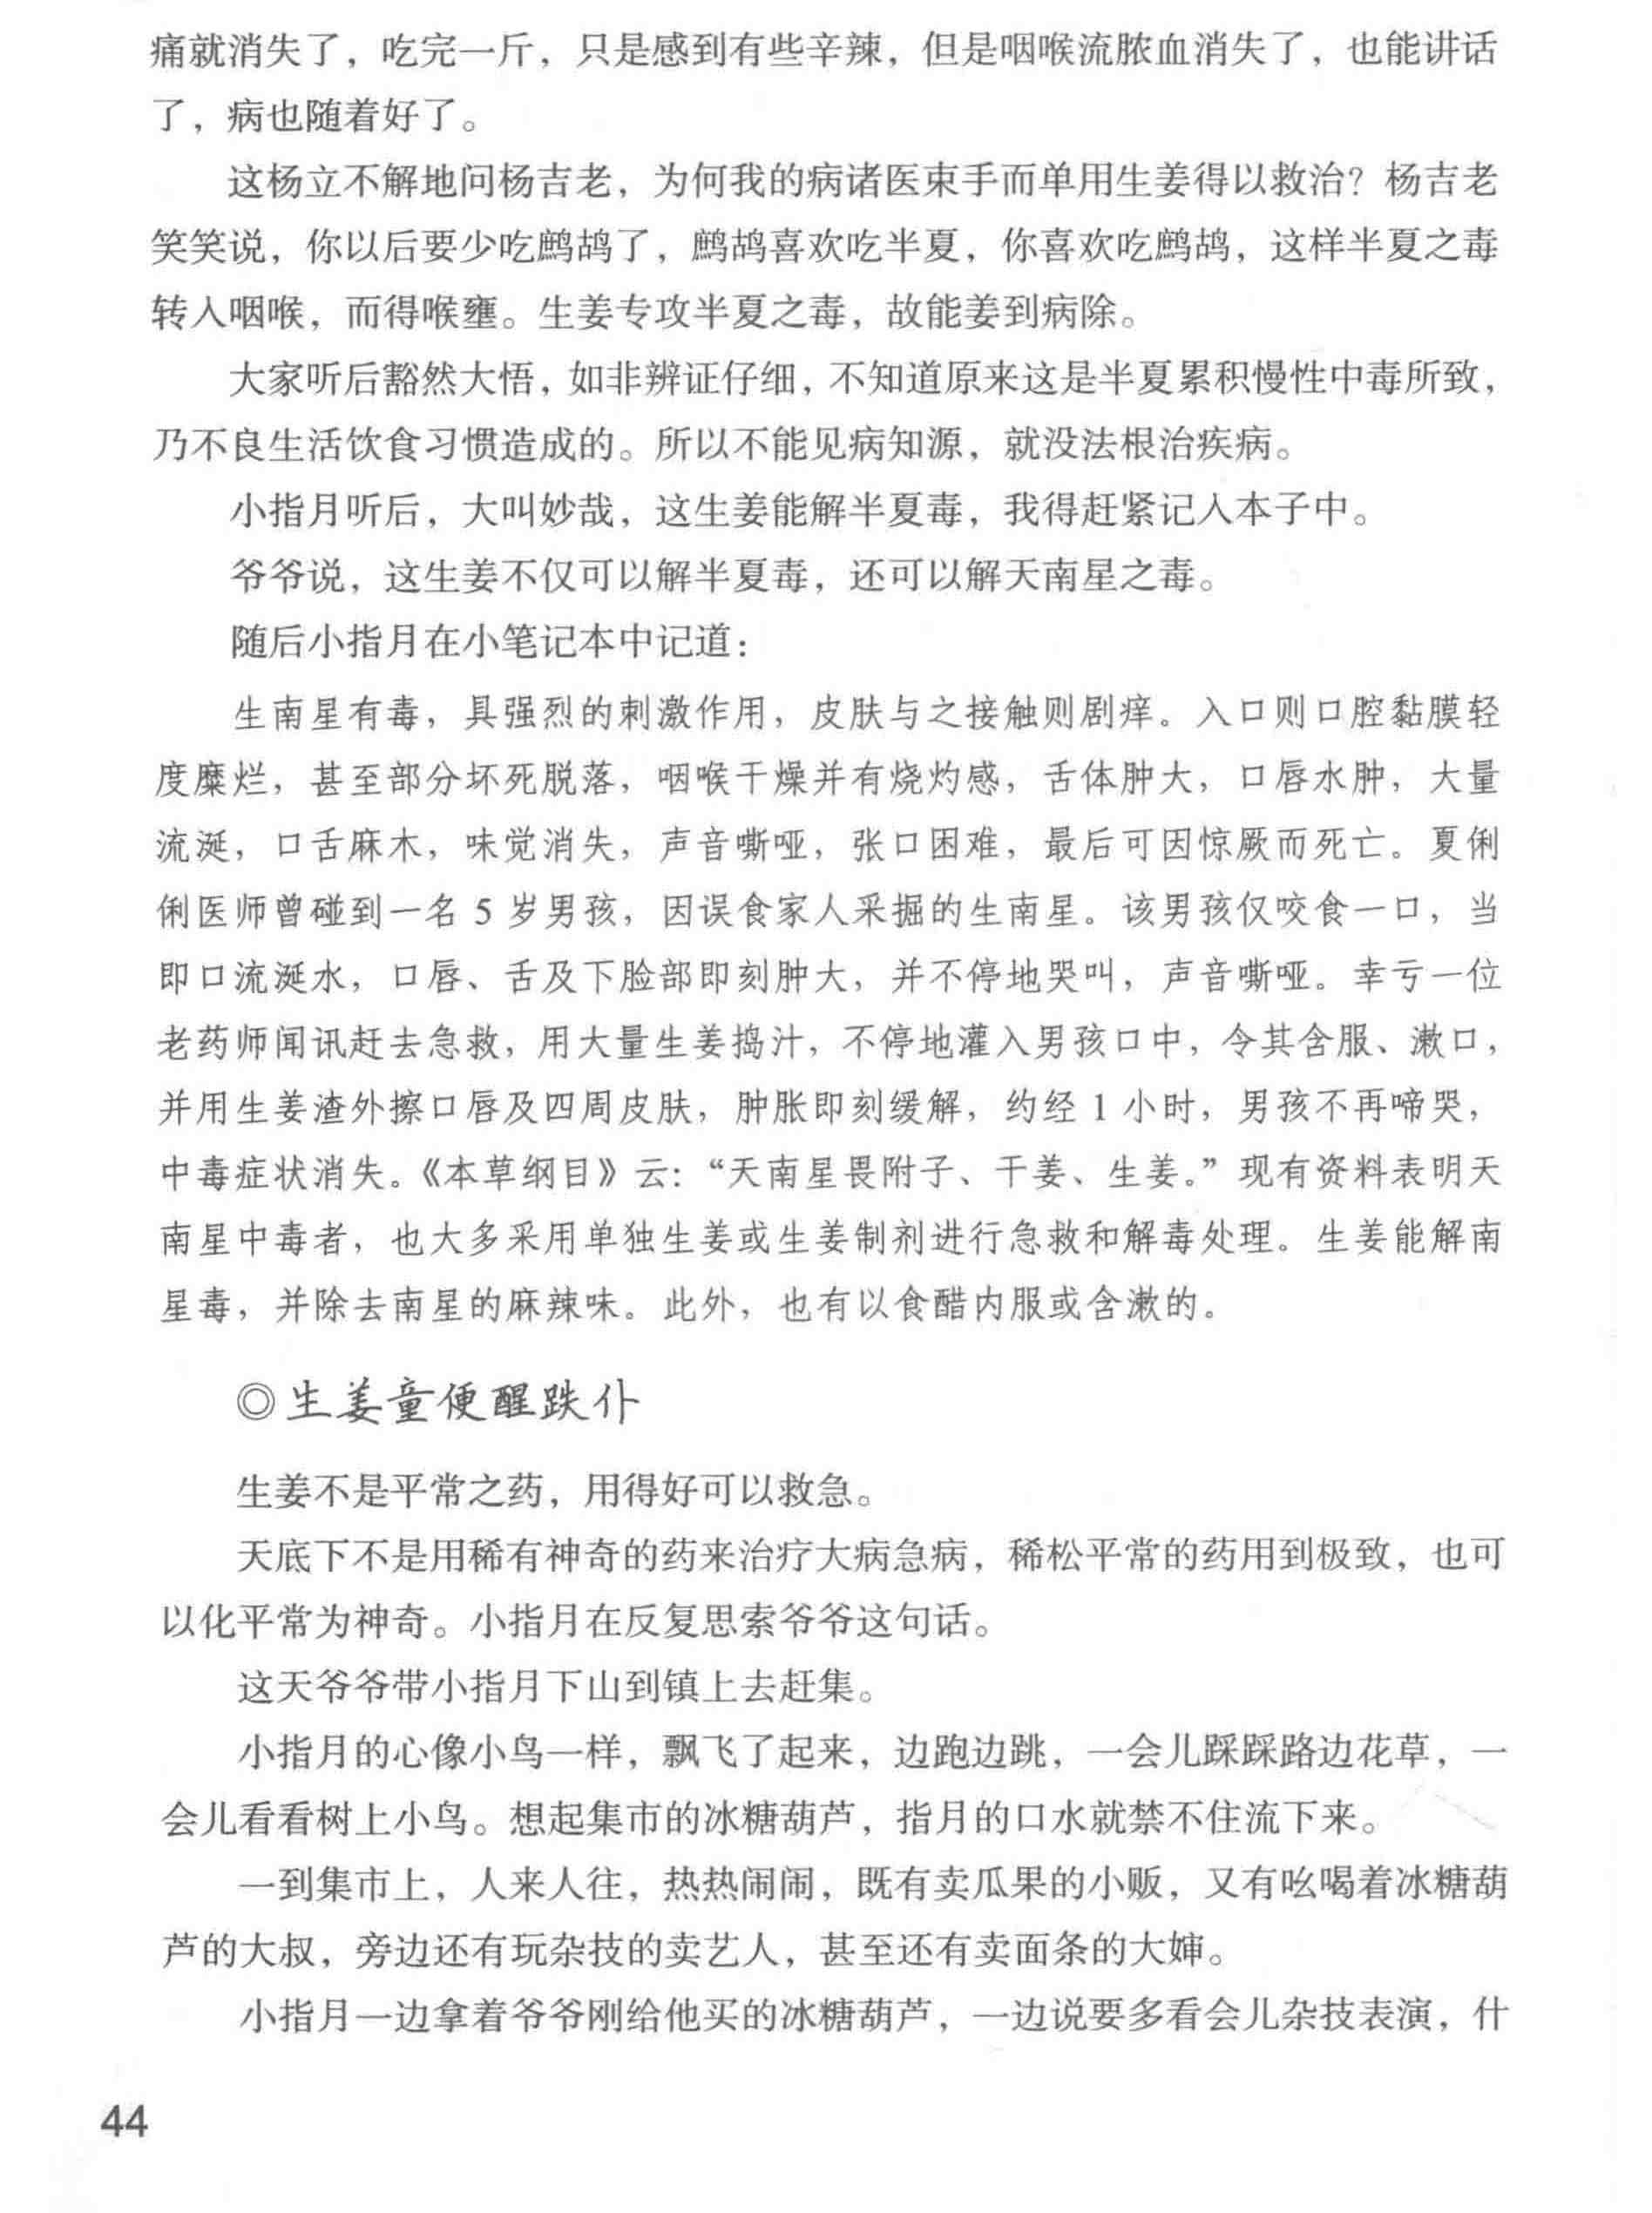 痛就消失了，吃完一斤，只是感到有些辛辣，但是咽喉流脓血消失了，也能讲话
了，病也随着好了。
这杨立不解地问杨吉老，为何我的病诸医束手而单用生姜得以救治？杨吉老
笑笑说，你以后要少吃鹧鸪了，鹧鸪喜欢吃半夏，你喜欢吃鹧鸪，这样半夏之毒
转入咽喉，而得喉壅。生姜专攻半夏之毒，故能姜到病除。
大家听后豁然大悟，如非辨证仔细，不知道原来这是半夏累积慢性中毒所致，
乃不良生活饮食习惯造成的。所以不能见病知源，就没法根治疾病。
小指月听后，大叫妙哉，这生姜能解半夏毒，我得赶紧记入本子中。
爷爷说，这生姜不仅可以解半夏毒，还可以解天南星之毒。
随后小指月在小笔记本中记道：
生南星有毒，具强烈的刺激作用，皮肤与之接触则剧痒。入口则口腔黏膜轻
度糜烂，甚至部分坏死脱落，咽喉干燥并有烧灼感，舌体肿大，口唇水肿，大量
流涎，口舌麻木，味觉消失，声音嘶哑，张口困难，最后可因惊厥而死亡。夏俐
俐医师曾碰到一名 5 岁男孩，因误食家人采掘的生南星。该男孩仅咬食一口，当
即口流涎水，口唇、舌及下脸部即刻肿大，并不停地哭叫，声音嘶哑。幸亏一位
老药师闻讯赶去急救，用大量生姜捣汁，不停地灌入男孩口中，令其含服、漱口，
并用生姜渣外擦口唇及四周皮肤，肿胀即刻缓解，约经 1 小时，男孩不再啼哭，
中毒症状消失。《本草纲目》云：“天南星畏附子、干姜、生姜。”现有资料表明天
南星中毒者，也大多采用单独生姜或生姜制剂进行急救和解毒处理。生姜能解南
星毒，并除去南星的麻辣味。此外，也有以食醋内服或含漱的。
◎生姜童便醒跌仆
生姜不是平常之药，用得好可以救急。
天底下不是用稀有神奇的药来治疗大病急病，稀松平常的药用到极致，也可
以化平常为神奇。小指月在反复思索爷爷这句话。
这天爷爷带小指月下山到镇上去赶集。
小指月的心像小鸟一样，飘飞了起来，边跑边跳，一会儿踩踩路边花草，一
会儿看看树上小鸟。想起集市的冰糖葫芦，指月的口水就禁不住流下来。
一到集市上，人来人往，热热闹闹，既有卖瓜果的小贩，又有吆喝着冰糖葫
芦的大叔，旁边还有玩杂技的卖艺人，甚至还有卖面条的大婶。
小指月一边拿着爷爷刚给他买的冰糖葫芦，一边说要多看会儿杂技表演，什
44